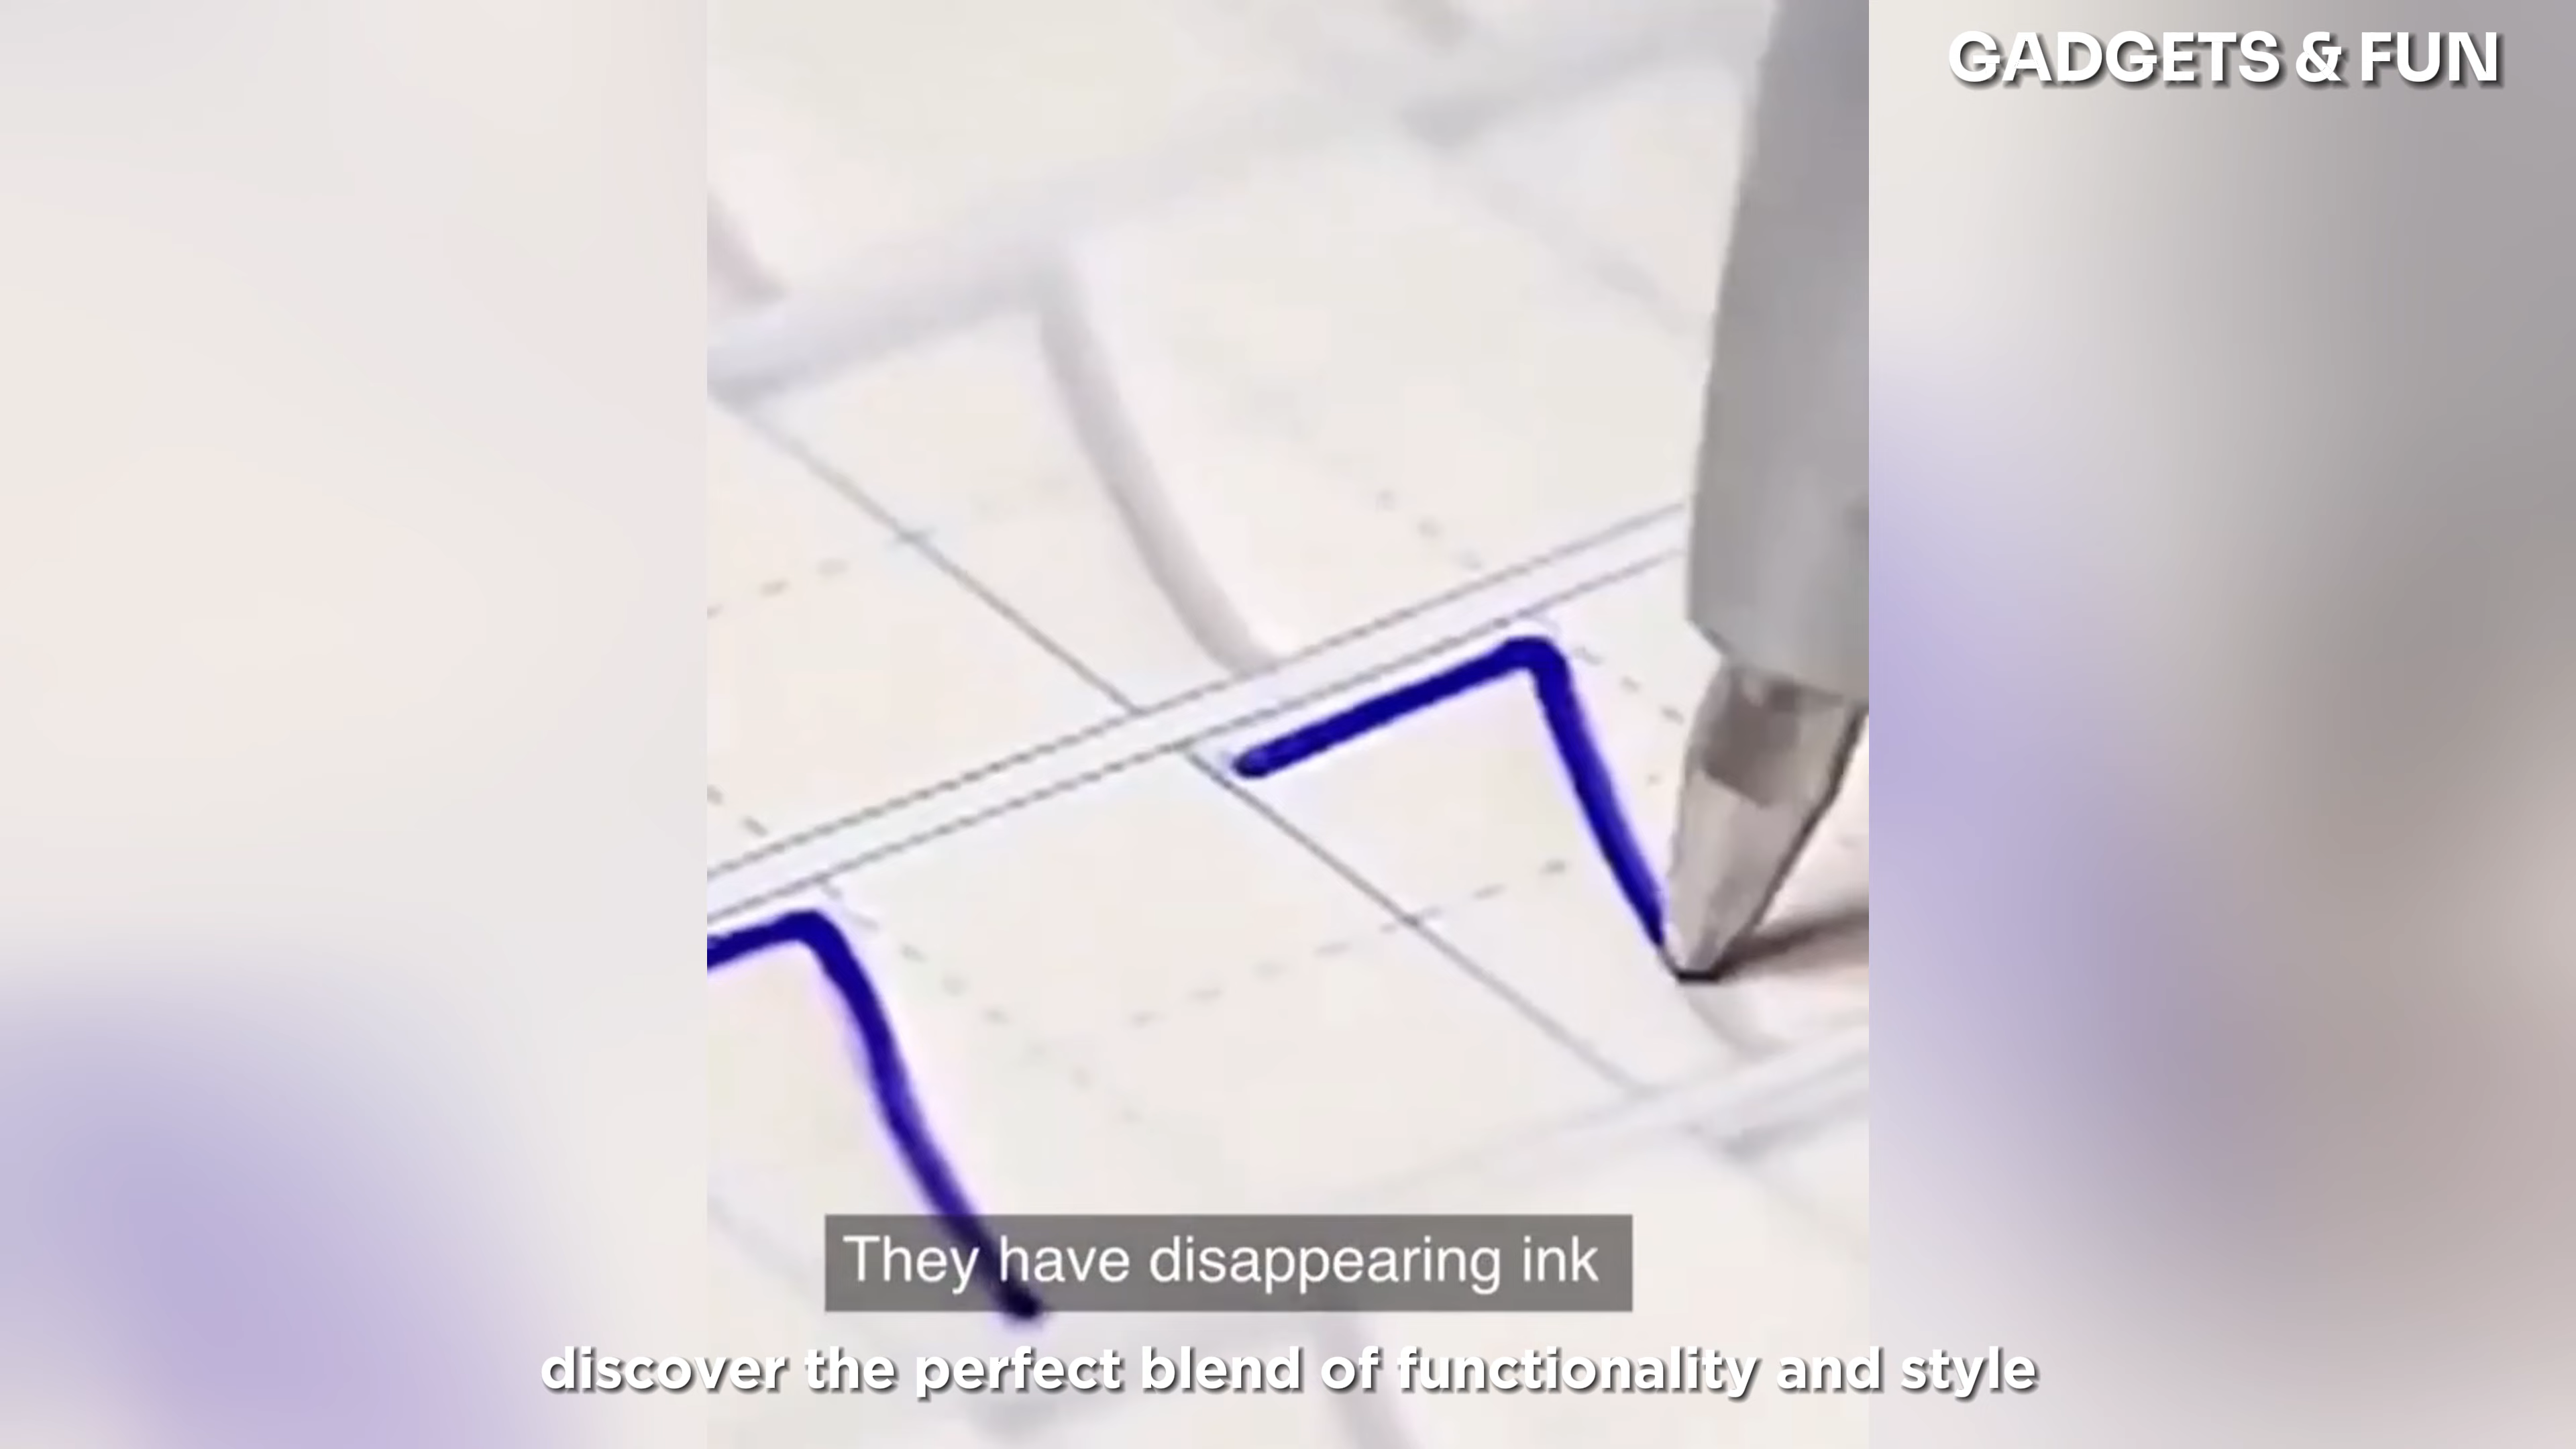 GADGETS & FUN
They have disappearing ink
discover the perfect blend of functionality and style